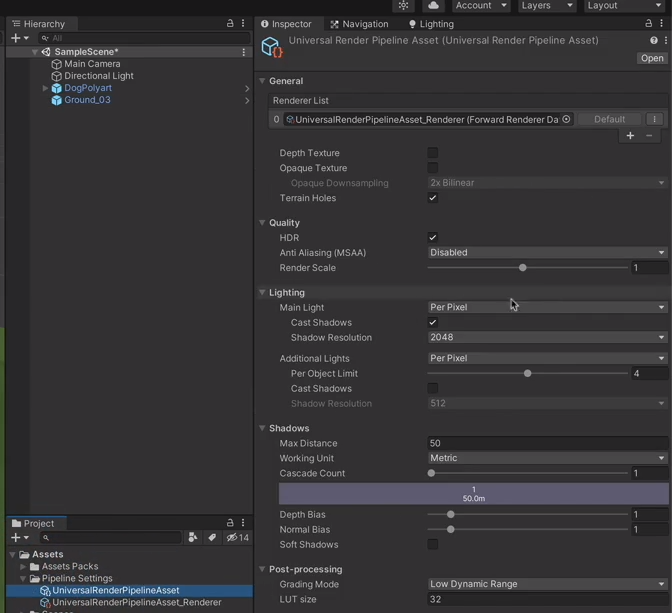 Account
Layers
Layout
Hierarchy
All
SampleScene*
Main Camera
Directional Light
DogPolyart
Ground_03
Inspector
Navigation
Lighting
Universal Render Pipeline Asset (Universal Render Pipeline Asset)
Open
General
Renderer List
0 UniversalRenderPipelineAsset_Renderer (Forward Renderer Da
Default
Depth Texture
Opaque Texture
Opaque Downsampling 2x Bilinear
Terrain Holes
Quality
HDR
Anti Aliasing (MSAA) Disabled
Render Scale 1
Lighting
Main Light Per Pixel
Cast Shadows
Shadow Resolution 2048
Additional Lights Per Pixel
Per Object Limit 4
Cast Shadows
Shadow Resolution 512
Shadows
Max Distance 50
Working Unit Metric
Cascade Count 1
1
50.0m
Depth Bias 1
Normal Bias 1
Soft Shadows
Post-processing
Grading Mode Low Dynamic Range
LUT size 32
Project
14
Assets
Assets Packs
Pipeline Settings
UniversalRenderPipelineAsset
UniversalRenderPipelineAsset_Renderer